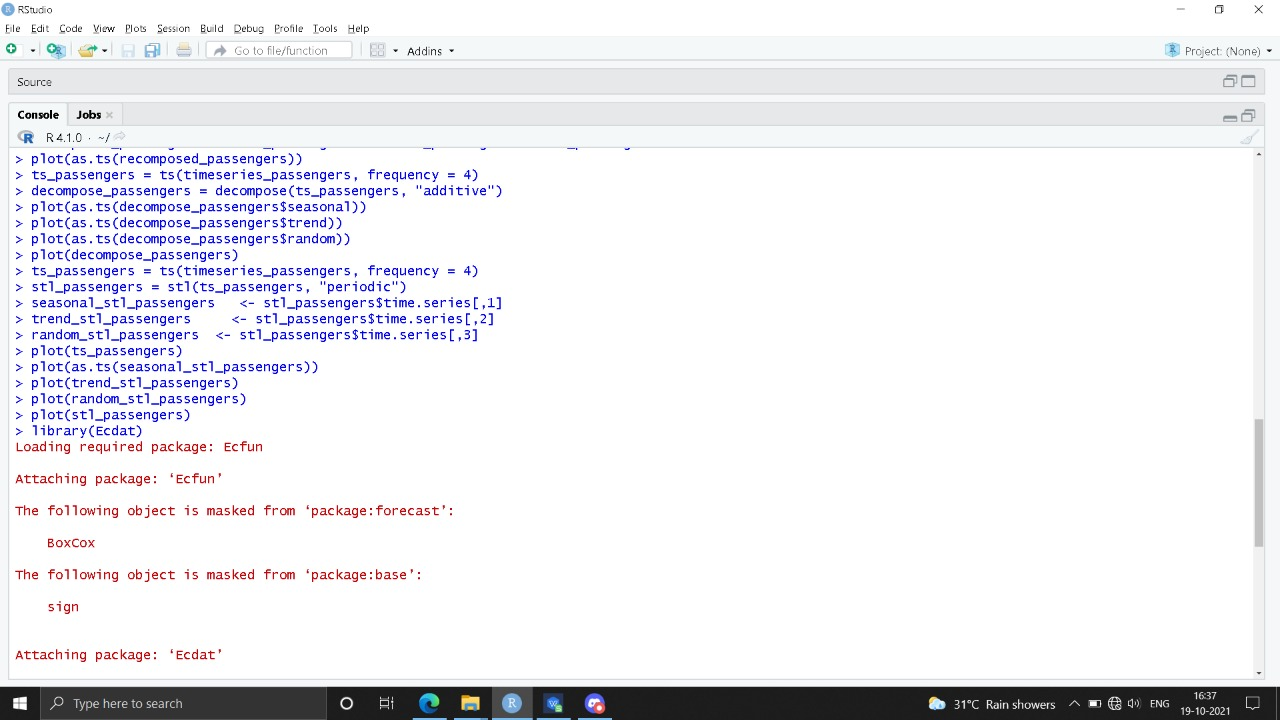 RStudio
File Edit Code View Plots Session Build Debug Profile Tools Help
Go to file/function Addins Project: (None)
Source
Console Jobs
R 4.1.0 · ~/
> plot(as.ts(recomposed_passengers))
> ts_passengers = ts(timeseries_passengers, frequency = 4)
> decompose_passengers = decompose(ts_passengers, "additive")
> plot(as.ts(decompose_passengers$seasonal))
> plot(as.ts(decompose_passengers$trend))
> plot(as.ts(decompose_passengers$random))
> plot(decompose_passengers)
> ts_passengers = ts(timeseries_passengers, frequency = 4)
> stl_passengers = stl(ts_passengers, "periodic")
> seasonal_stl_passengers   <- stl_passengers$time.series[,1]
> trend_stl_passengers     <- stl_passengers$time.series[,2]
> random_stl_passengers  <- stl_passengers$time.series[,3]
> plot(ts_passengers)
> plot(as.ts(seasonal_stl_passengers))
> plot(trend_stl_passengers)
> plot(random_stl_passengers)
> plot(stl_passengers)
> library(Ecdat)
Loading required package: Ecfun
Attaching package: ‘Ecfun’
The following object is masked from ‘package:forecast’:
BoxCox
The following object is masked from ‘package:base’:
sign
Attaching package: ‘Ecdat’
Type here to search 31°C Rain showers ENG 16:37
19-10-2021